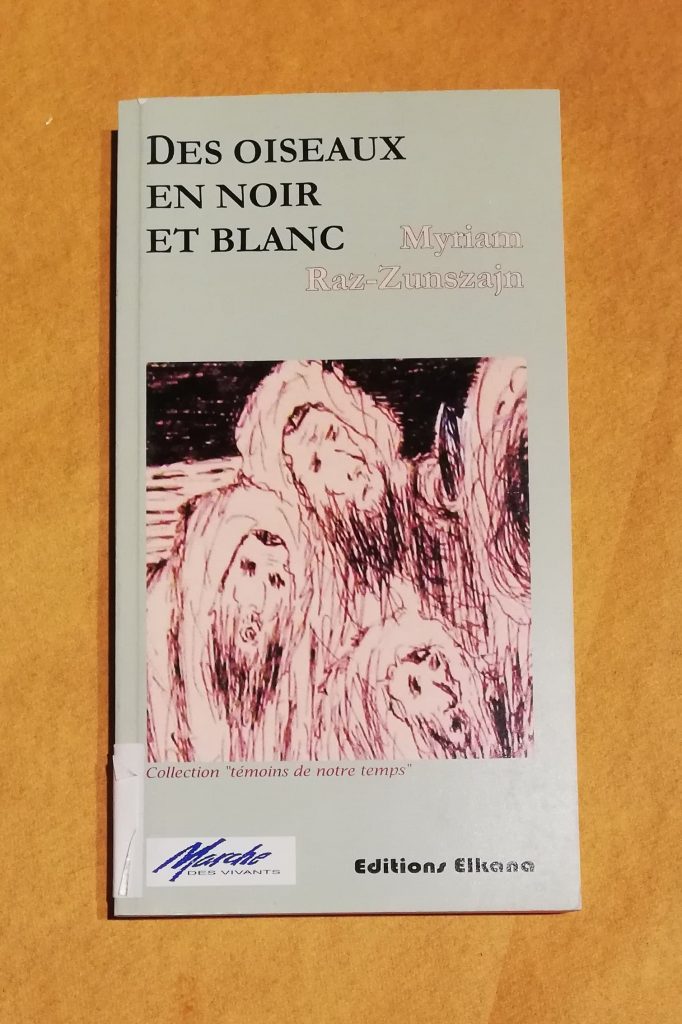 DES OISEAUX
EN NOIR
ET BLANC
Myriam
Raz-Zunszajn
Collection "témoins de notre temps"
Marche
DES VIVANTS
Editions Elkana